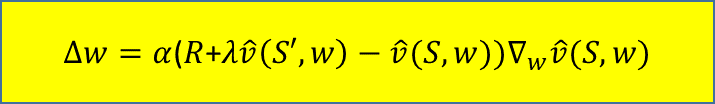 Δw = α(R+λv̂(S′, w) − v̂(S, w))∇_w v̂(S, w)